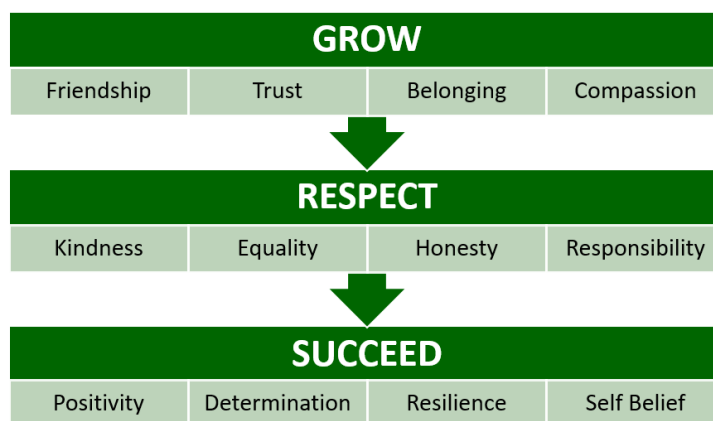 GROW
Friendship Trust Belonging Compassion
RESPECT
Kindness Equality Honesty Responsibility
SUCCEED
Positivity Determination Resilience Self Belief